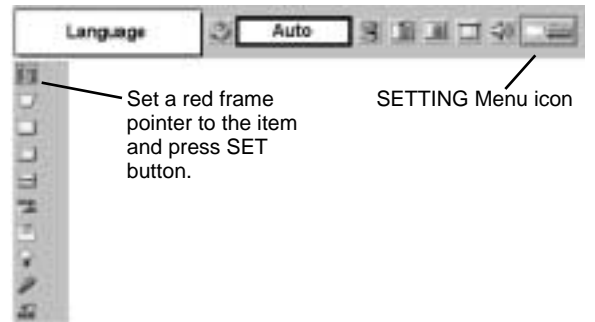 Language
Auto
Set a red frame
pointer to the item
and press SET
button.
SETTING Menu icon